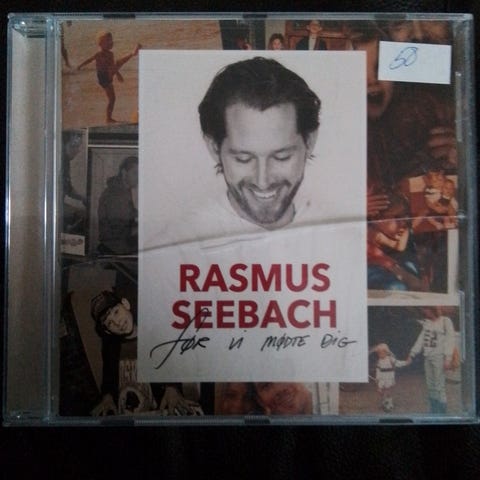 50
RASMUS
SEEBACH
før vi mødte dig